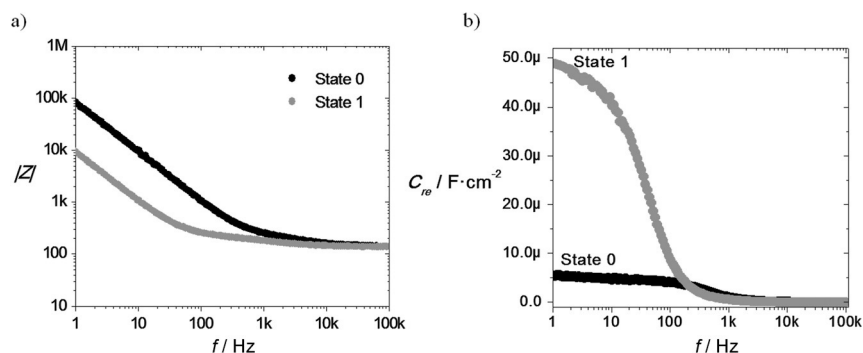 a)
1M
100k
10k
1k
100
10
|Z|
State 0
State 1
1
10
100
1k
10k
100k
f / Hz
b)
50.0µ
40.0µ
30.0µ
20.0µ
10.0µ
0.0
C_re / F·cm⁻²
State 1
State 0
1
10
100
1k
10k
100k
f / Hz